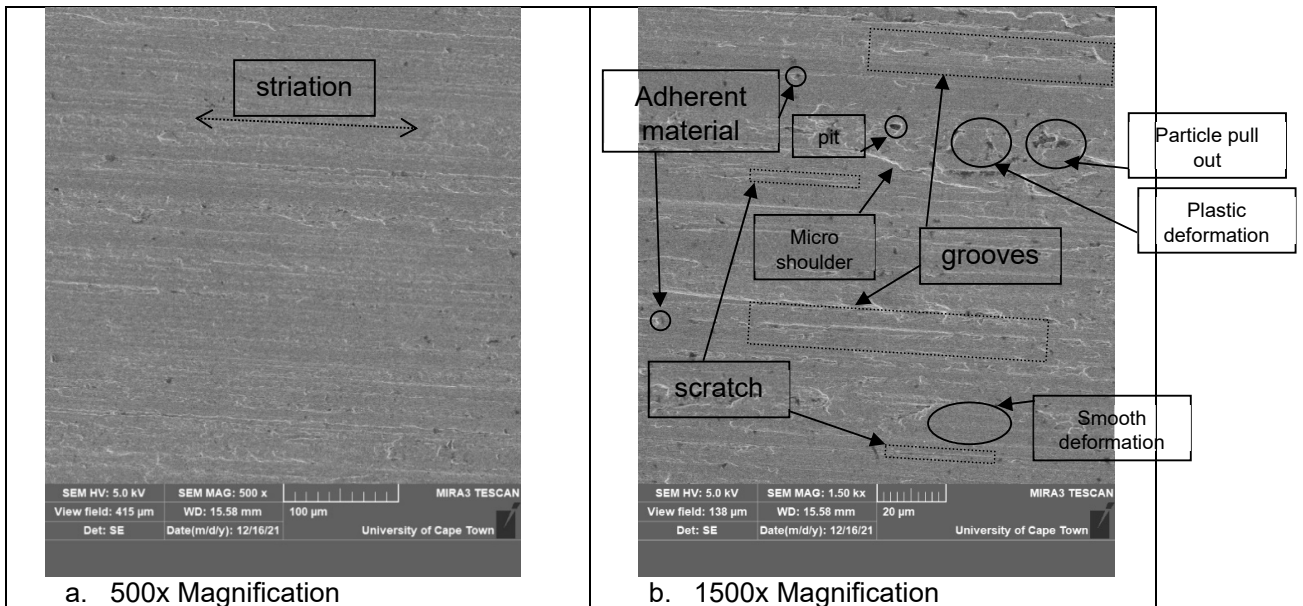 striation
Adherent
material
pit
Particle pull
out
Plastic
deformation
Micro
shoulder
grooves
scratch
Smooth
deformation
SEM HV: 5.0 kV SEM MAG: 500 x MIRA3 TESCAN
View field: 415 µm WD: 15.58 mm 100 µm
Det: SE Date(m/d/y): 12/16/21 University of Cape Town
SEM HV: 5.0 kV SEM MAG: 1.50 kx MIRA3 TESCAN
View field: 138 µm WD: 15.58 mm 20 µm
Det: SE Date(m/d/y): 12/16/21 University of Cape Town
a. 500x Magnification
b. 1500x Magnification